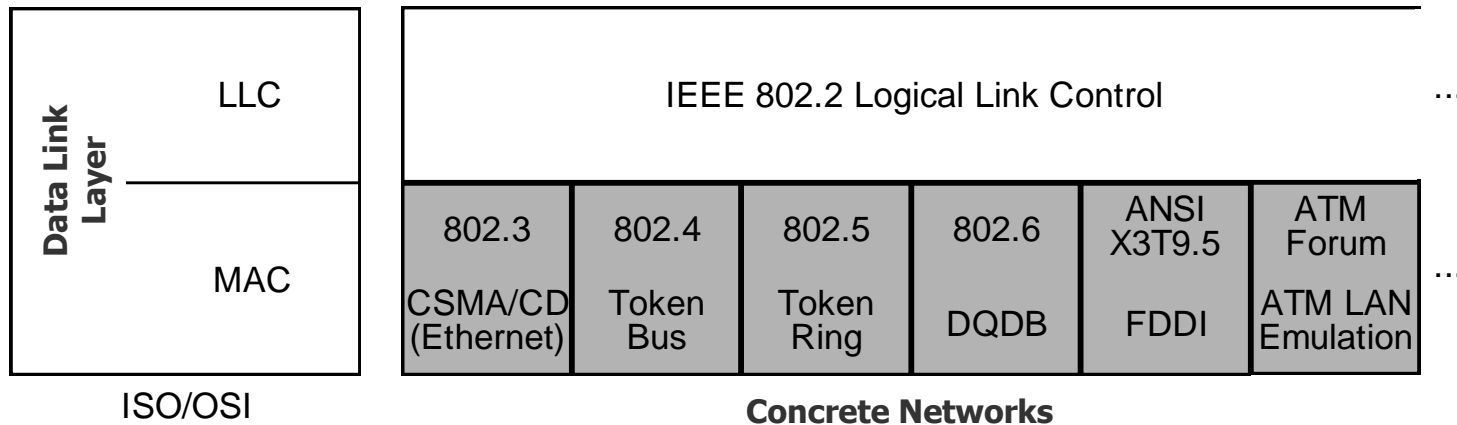 Data Link
Layer
LLC
MAC
ISO/OSI
IEEE 802.2 Logical Link Control
...
802.3
CSMA/CD
(Ethernet)
802.4
Token
Bus
802.5
Token
Ring
802.6
DQDB
ANSI
X3T9.5
FDDI
ATM
Forum
ATM LAN
Emulation
...
Concrete Networks